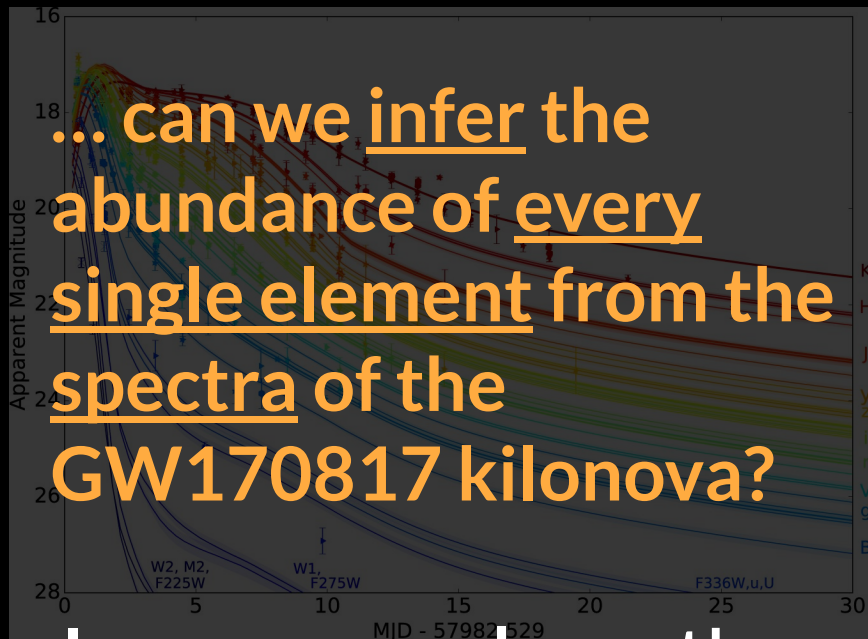 ... can we infer the
abundance of every
single element from the
spectra of the
GW170817 kilonova?
16
18
20
22
24
26
28
Apparent Magnitude
0
5
10
15
20
25
30
MJD - 57982.529
W2, M2,
F225W
W1,
F275W
F336W,u,U
K
H
J
y
V
g
B